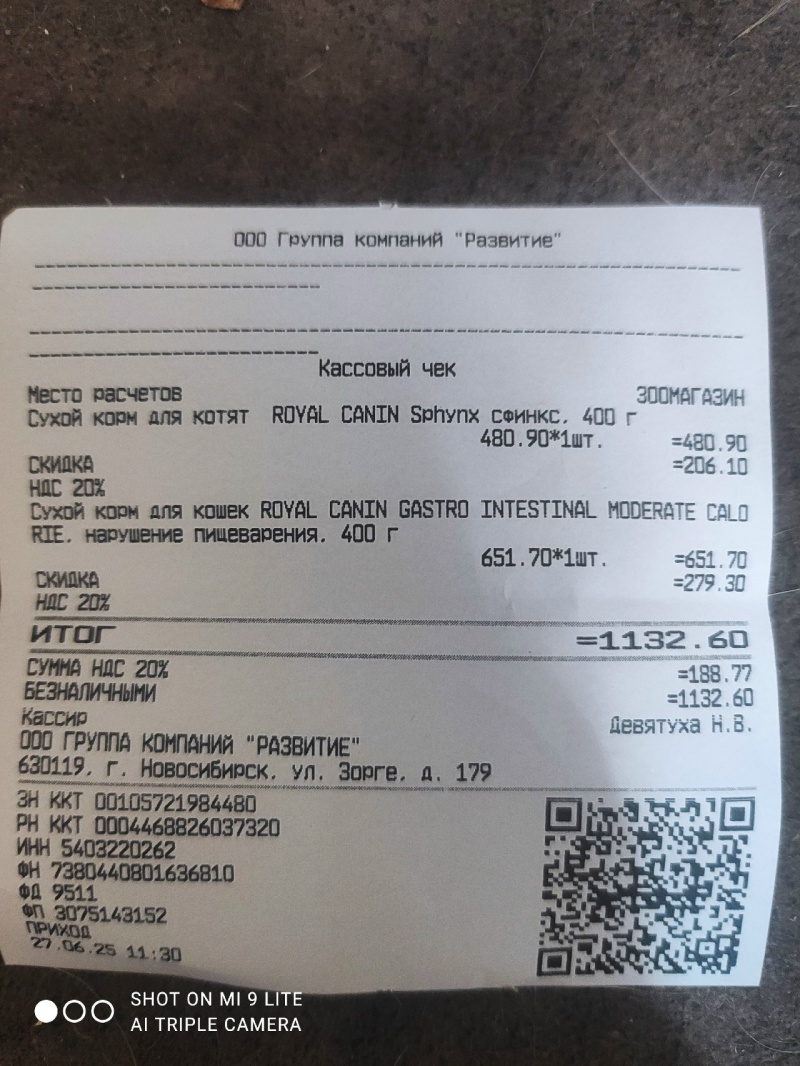 ООО Группа компаний "Развитие"
Кассовый чек
Место расчетов ЗООМАГАЗИН
Сухой корм для котят ROYAL CANIN Sphynx сфинкс, 400 г
480.90*1шт. =480.90
СКИДКА =206.10
НДС 20%
Сухой корм для кошек ROYAL CANIN GASTRO INTESTINAL MODERATE CALO
RIE, нарушение пищеварения, 400 г
651.70*1шт. =651.70
СКИДКА =279.30
НДС 20%
ИТОГ =1132.60
СУММА НДС 20% =188.77
БЕЗНАЛИЧНЫМИ =1132.60
Кассир Девятуха Н.В.
ООО ГРУППА КОМПАНИЙ "РАЗВИТИЕ"
630119, г. Новосибирск, ул. Зорге, д. 179
ЗН ККТ 00105721984480
РН ККТ 0004468826037320
ИНН 5403220262
ФН 7380440801636810
ФД 9511
ФП 3075143152
ПРИХОД
27.06.25 11:30
SHOT ON MI 9 LITE
AI TRIPLE CAMERA